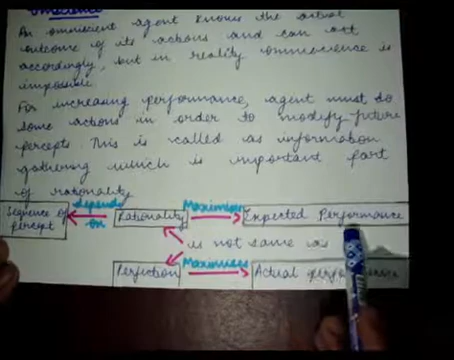 Omniscience
An omniscient agent knows the actual
outcome of its actions and can act
accordingly, but in reality omniscience is
impossible.
For increasing performance, agent must do
some actions in order to modify future
percepts. This is called as information
gathering which is important part
of rationality
Sequence of percept depends on Rationality Maximizes Expected Performance
is not same as
Perfection Maximizes Actual